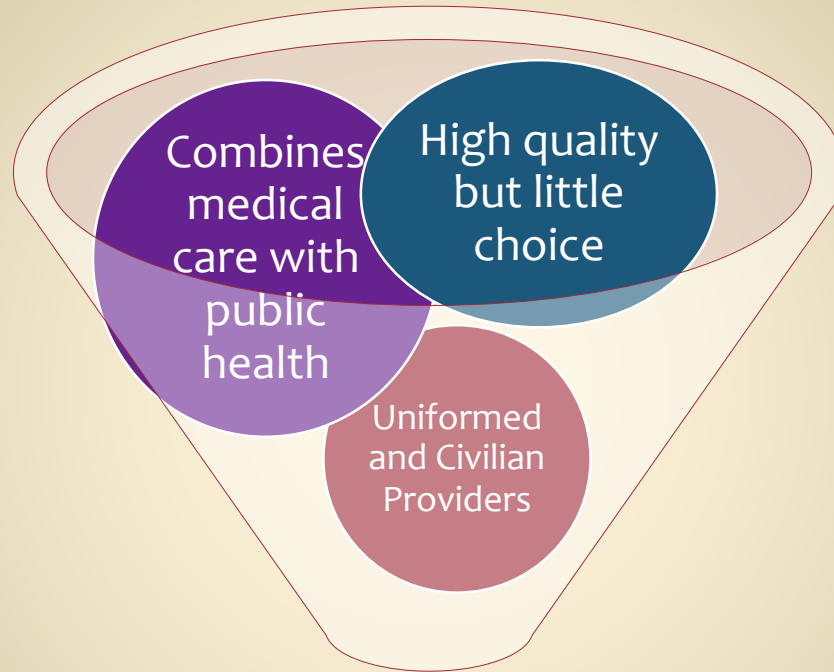 Combines
medical
care with
public
health
High quality
but little
choice
Uniformed
and Civilian
Providers